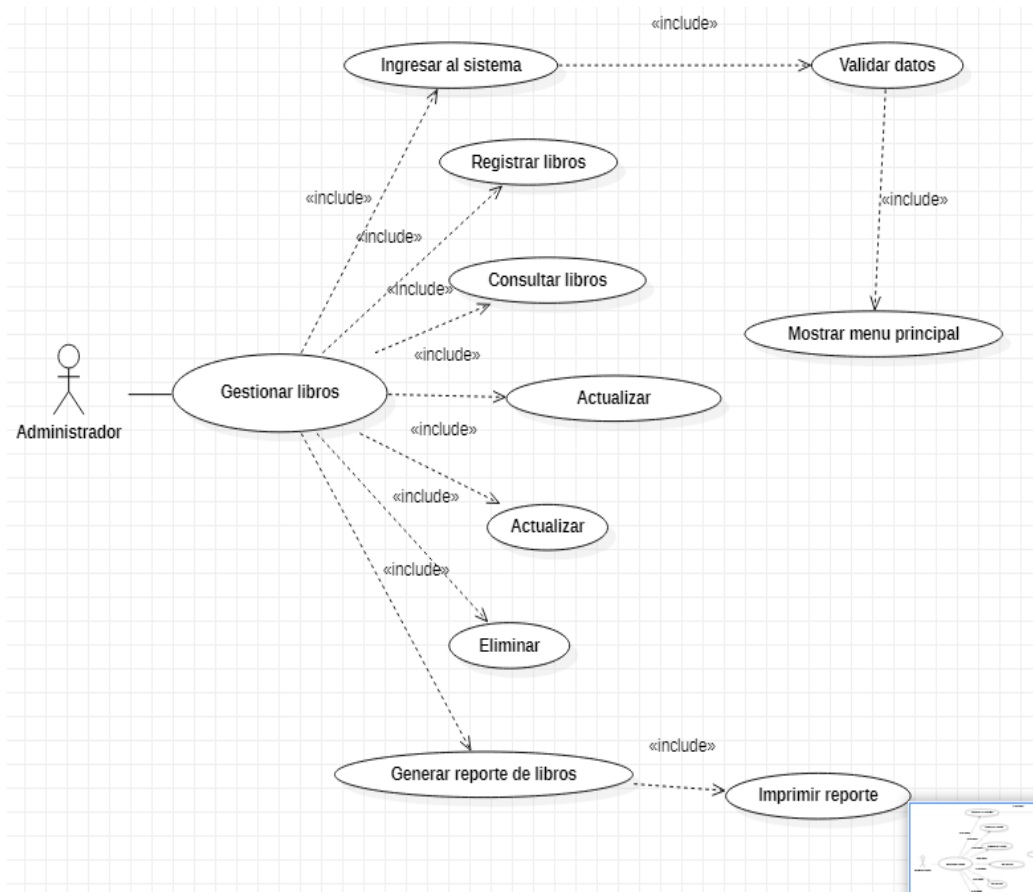 «include»
Ingresar al sistema
Validar datos
Registrar libros
«include»
«include»
«include»
Consultar libros
«include»
Mostrar menu principal
«include»
Gestionar libros
Actualizar
Administrador
«include»
Actualizar
«include»
«include»
Eliminar
«include»
Generar reporte de libros
Imprimir reporte